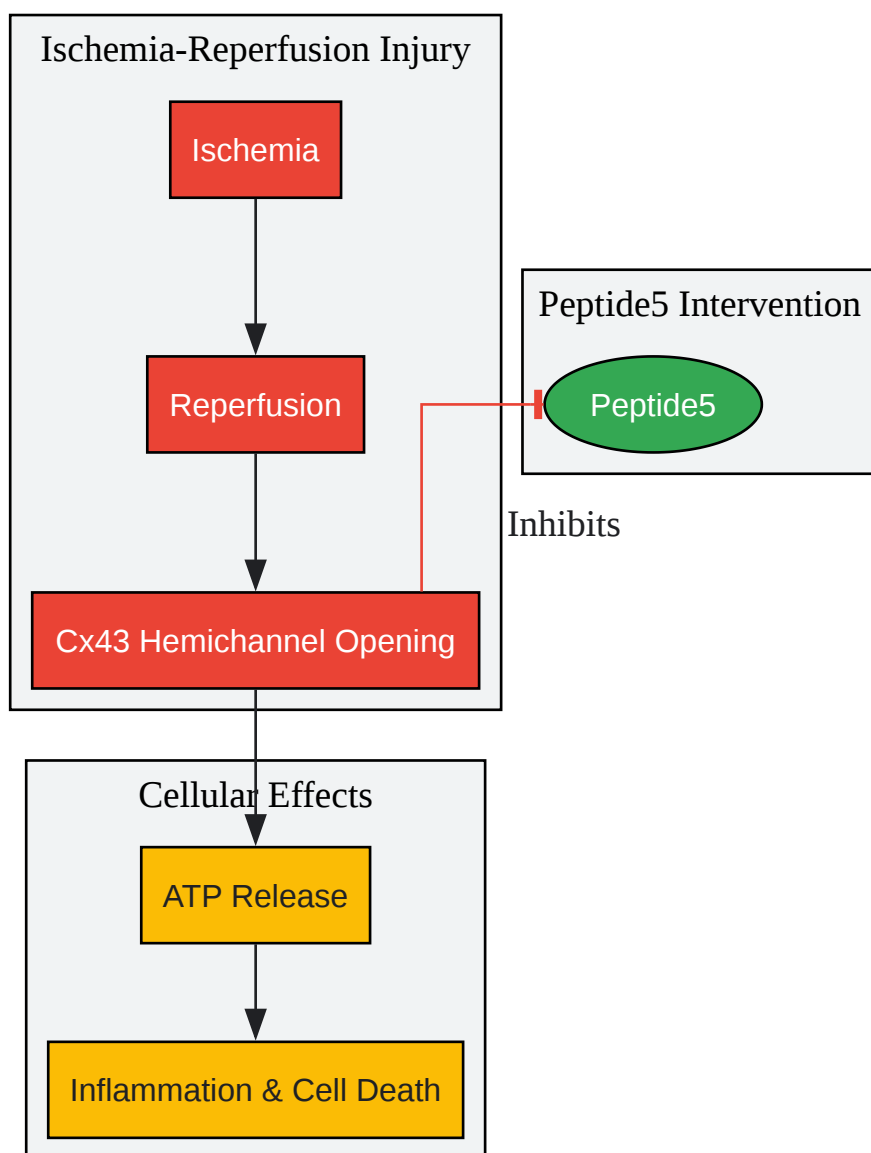 Ischemia-Reperfusion Injury
Ischemia
Reperfusion
Cx43 Hemichannel Opening
Peptide5 Intervention
Peptide5
Inhibits
Cellular Effects
ATP Release
Inflammation & Cell Death